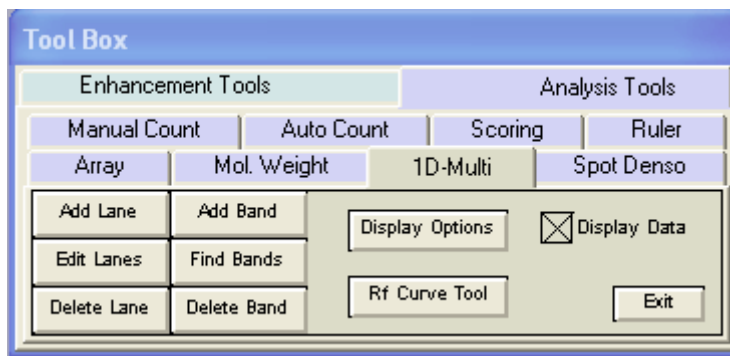 Tool Box
Enhancement Tools Analysis Tools
Manual Count Auto Count Scoring Ruler
Array Mol. Weight 1D-Multi Spot Denso
Add Lane Add Band Display Options Display Data
Edit Lanes Find Bands
Delete Lane Delete Band Rf Curve Tool Exit